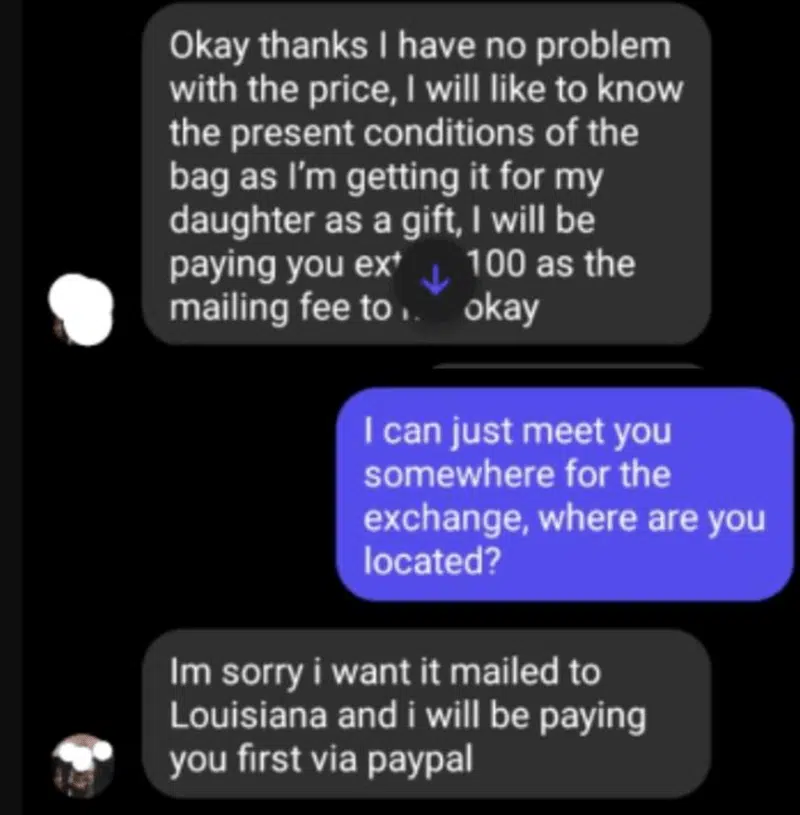 Okay thanks I have no problem
with the price, I will like to know
the present conditions of the
bag as I'm getting it for my
daughter as a gift, I will be
paying you 100 as the
mailing fee to okay
I can just meet you
somewhere for the
exchange, where are you
located?
Im sorry i want it mailed to
Louisiana and i will be paying
you first via paypal